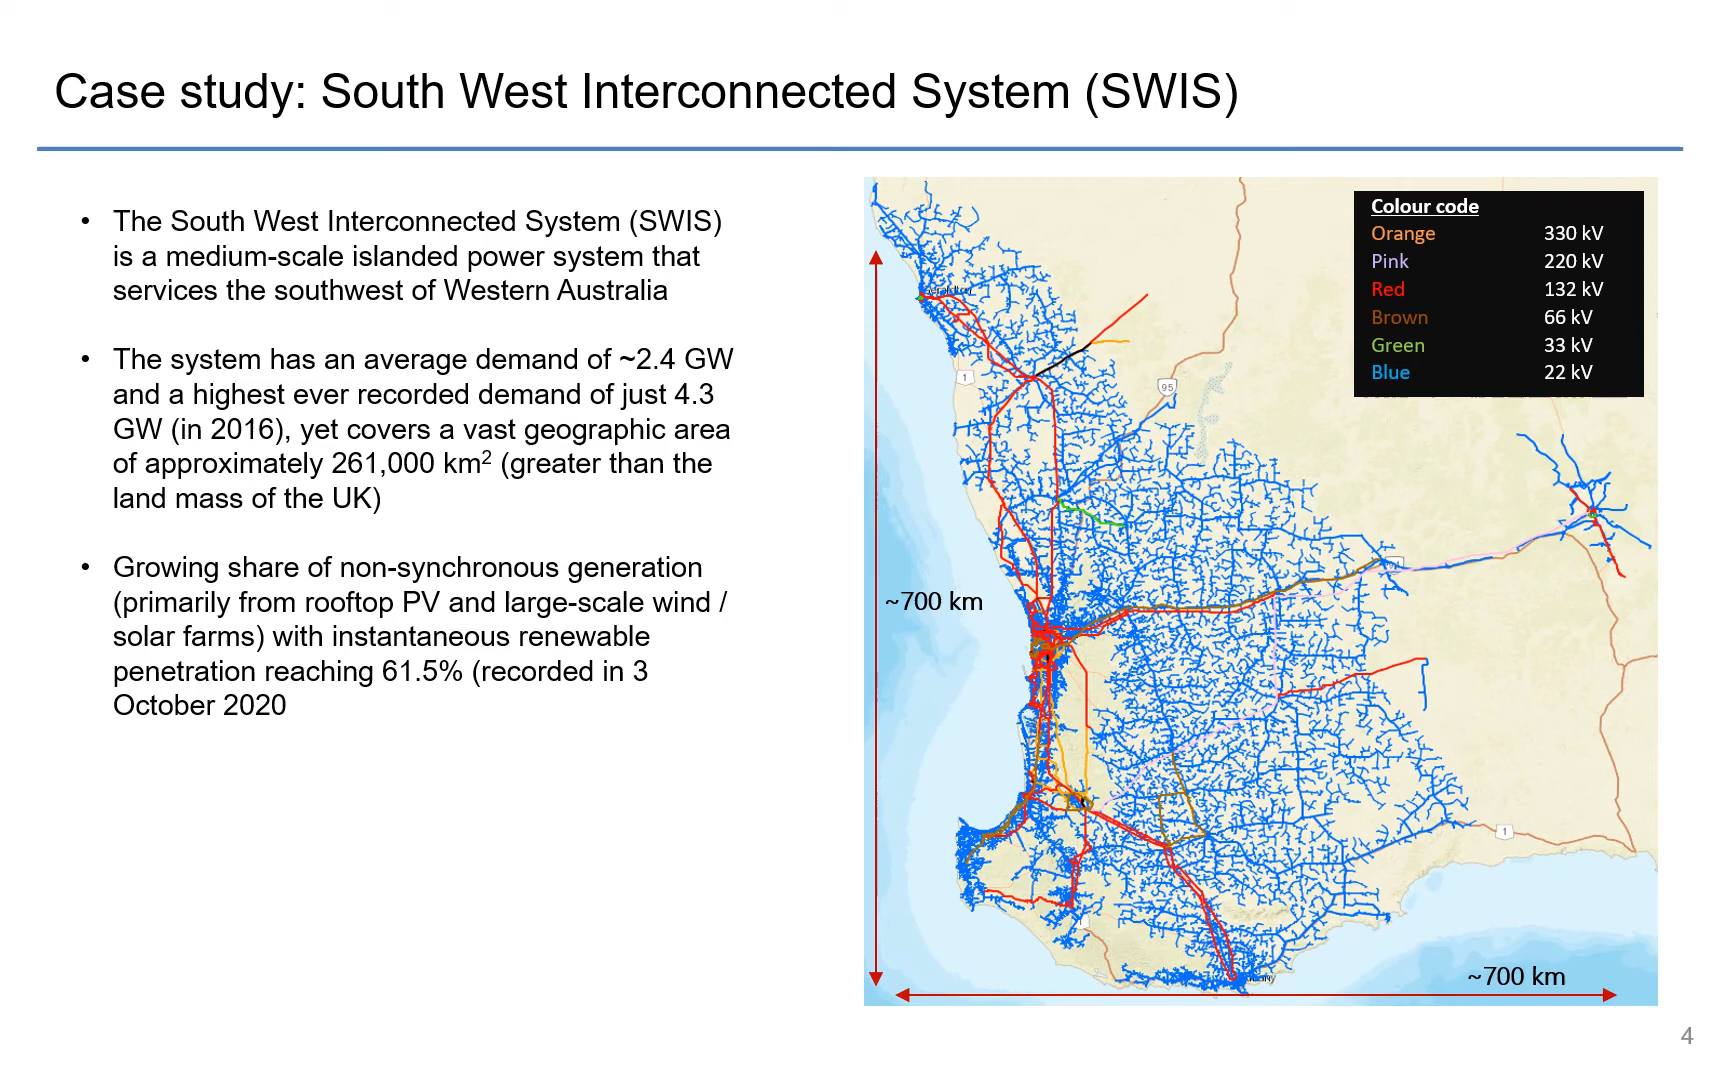 Case study: South West Interconnected System (SWIS)
• The South West Interconnected System (SWIS)
is a medium-scale islanded power system that
services the southwest of Western Australia
• The system has an average demand of ~2.4 GW
and a highest ever recorded demand of just 4.3
GW (in 2016), yet covers a vast geographic area
of approximately 261,000 km²  (greater than the
land mass of the UK)
• Growing share of non-synchronous generation
(primarily from rooftop PV and large-scale wind /
solar farms) with instantaneous renewable
penetration reaching 61.5% (recorded in 3
October 2020
Colour code
Orange 330 kV
Pink 220 kV
Red 132 kV
Brown 66 kV
Green 33 kV
Blue 22 kV
Geraldton
1
95
~700 km
1
1
~700 km
4